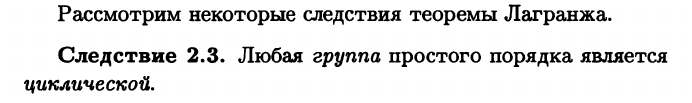 Рассмотрим некоторые следствия теоремы Лагранжа.
Следствие 2.3. Любая группа простого порядка является
циклической.